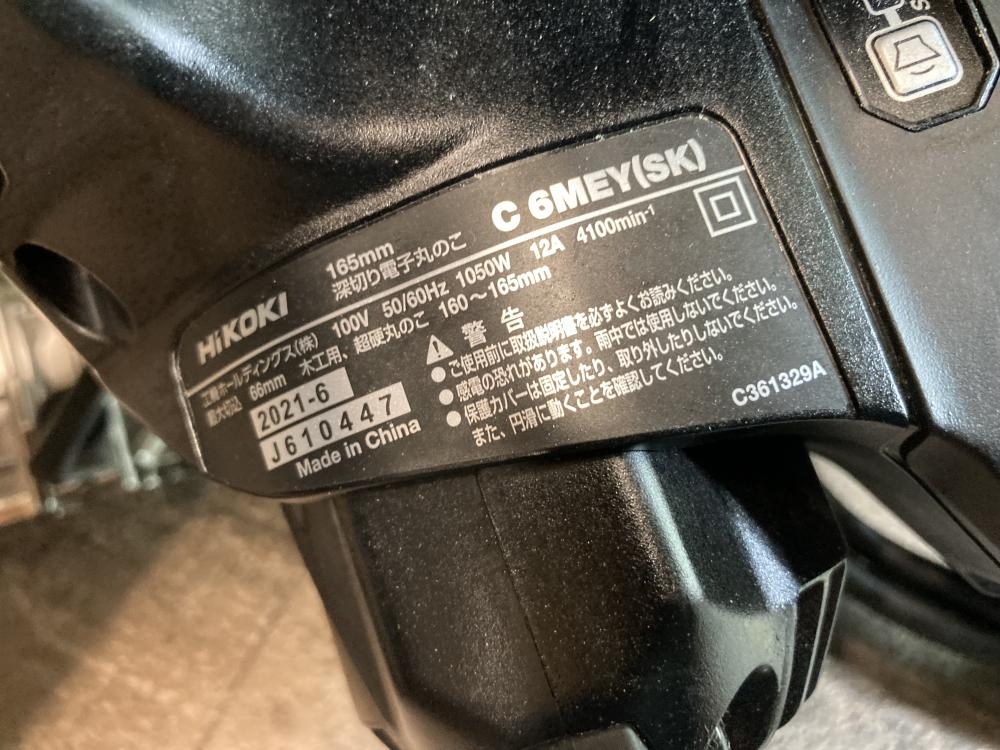 HiKOKI
165mm
深切り電子丸のこ
C 6MEY(SK)
工機ホールディングス(株) 100V 50/60Hz 1050W 12A 4100min-1
最大切込 66mm 木工用、超硬丸のこ 160～165mm
2021-6
J610447
Made in China
警告
●ご使用前に取扱説明書を必ずよくお読みください。
●感電の恐れがあります。雨中では使用しないでください。
●保護カバーは固定したり、取り外したりしないでください。
また、円滑に動くことを確認してください。
C361329A
S